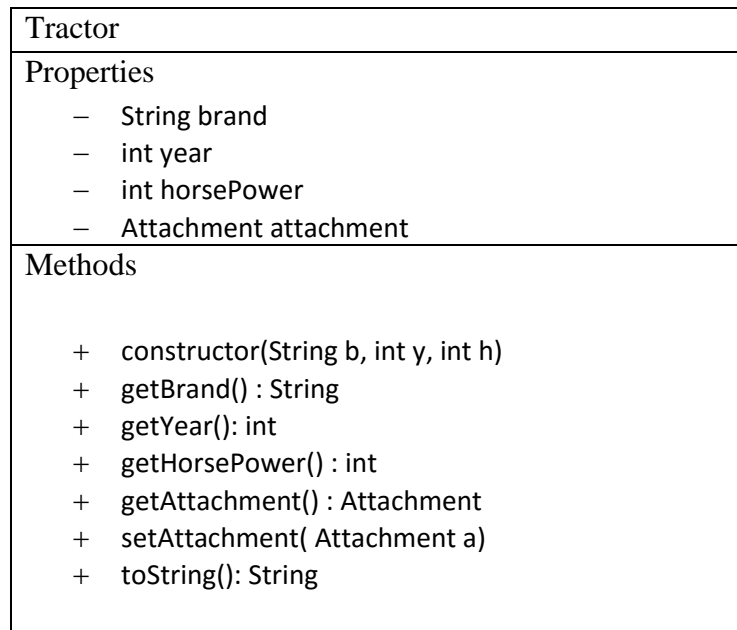 Tractor
Properties
− String brand
− int year
− int horsePower
− Attachment attachment
Methods
+ constructor(String b, int y, int h)
+ getBrand() : String
+ getYear(): int
+ getHorsePower() : int
+ getAttachment() : Attachment
+ setAttachment( Attachment a)
+ toString(): String